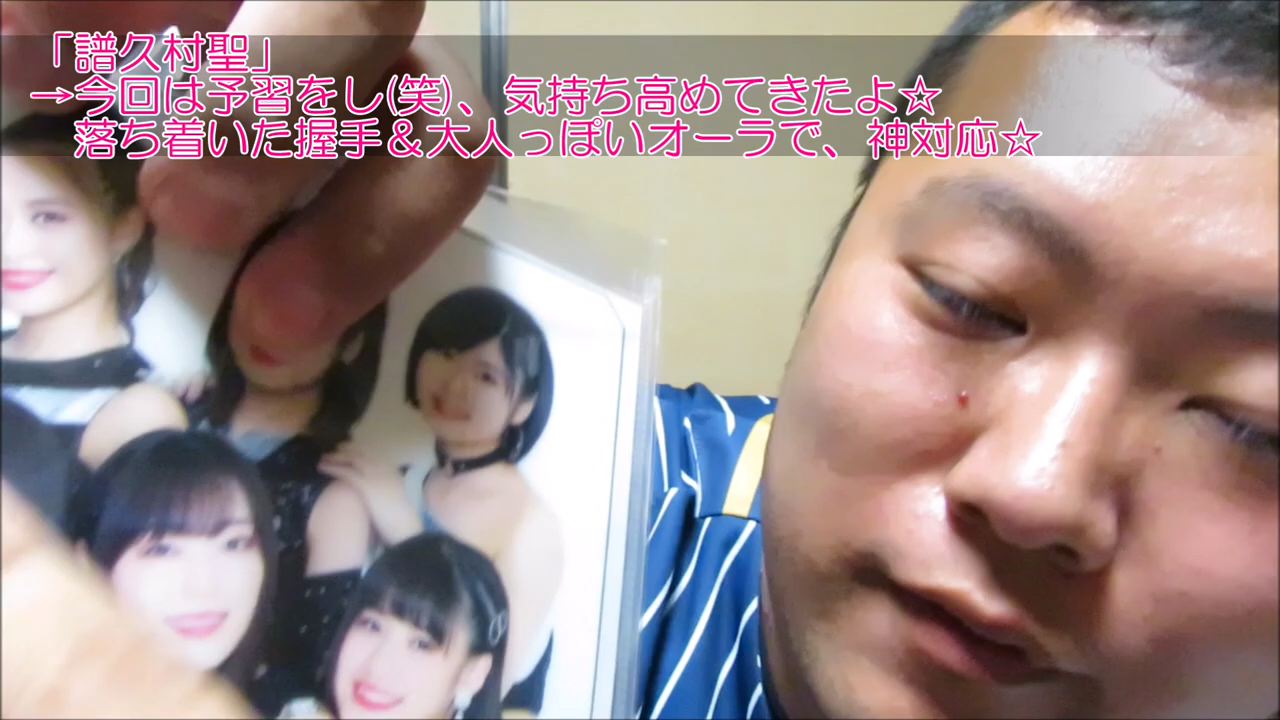 「譜久村聖」
→今回は予習をし(笑)、気持ち高めてきたよ☆
落ち着いた握手＆大人っぽいオーラで、神対応☆